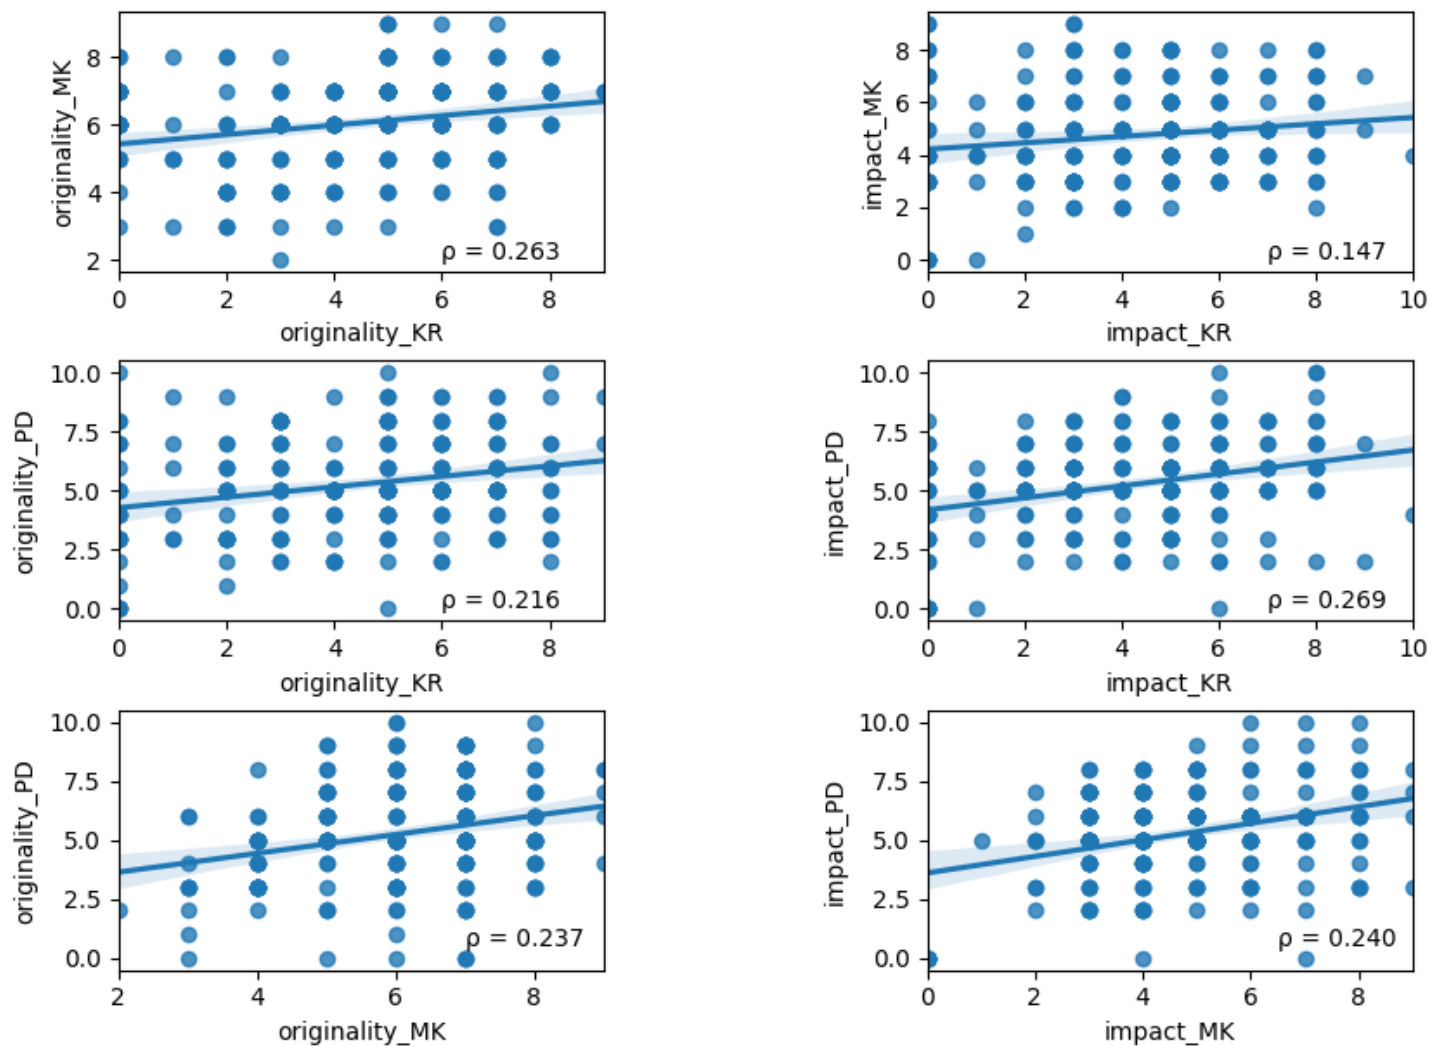 originality_MK
8
6
4
2
ρ = 0.263
0 2 4 6 8
originality_KR
impact_MK
8
6
4
2
0
ρ = 0.147
0 2 4 6 8 10
impact_KR
originality_PD
10.0
7.5
5.0
2.5
0.0
ρ = 0.216
0 2 4 6 8
originality_KR
impact_PD
10.0
7.5
5.0
2.5
0.0
ρ = 0.269
0 2 4 6 8 10
impact_KR
originality_PD
10.0
7.5
5.0
2.5
0.0
ρ = 0.237
2 4 6 8
originality_MK
impact_PD
10.0
7.5
5.0
2.5
0.0
ρ = 0.240
0 2 4 6 8
impact_MK